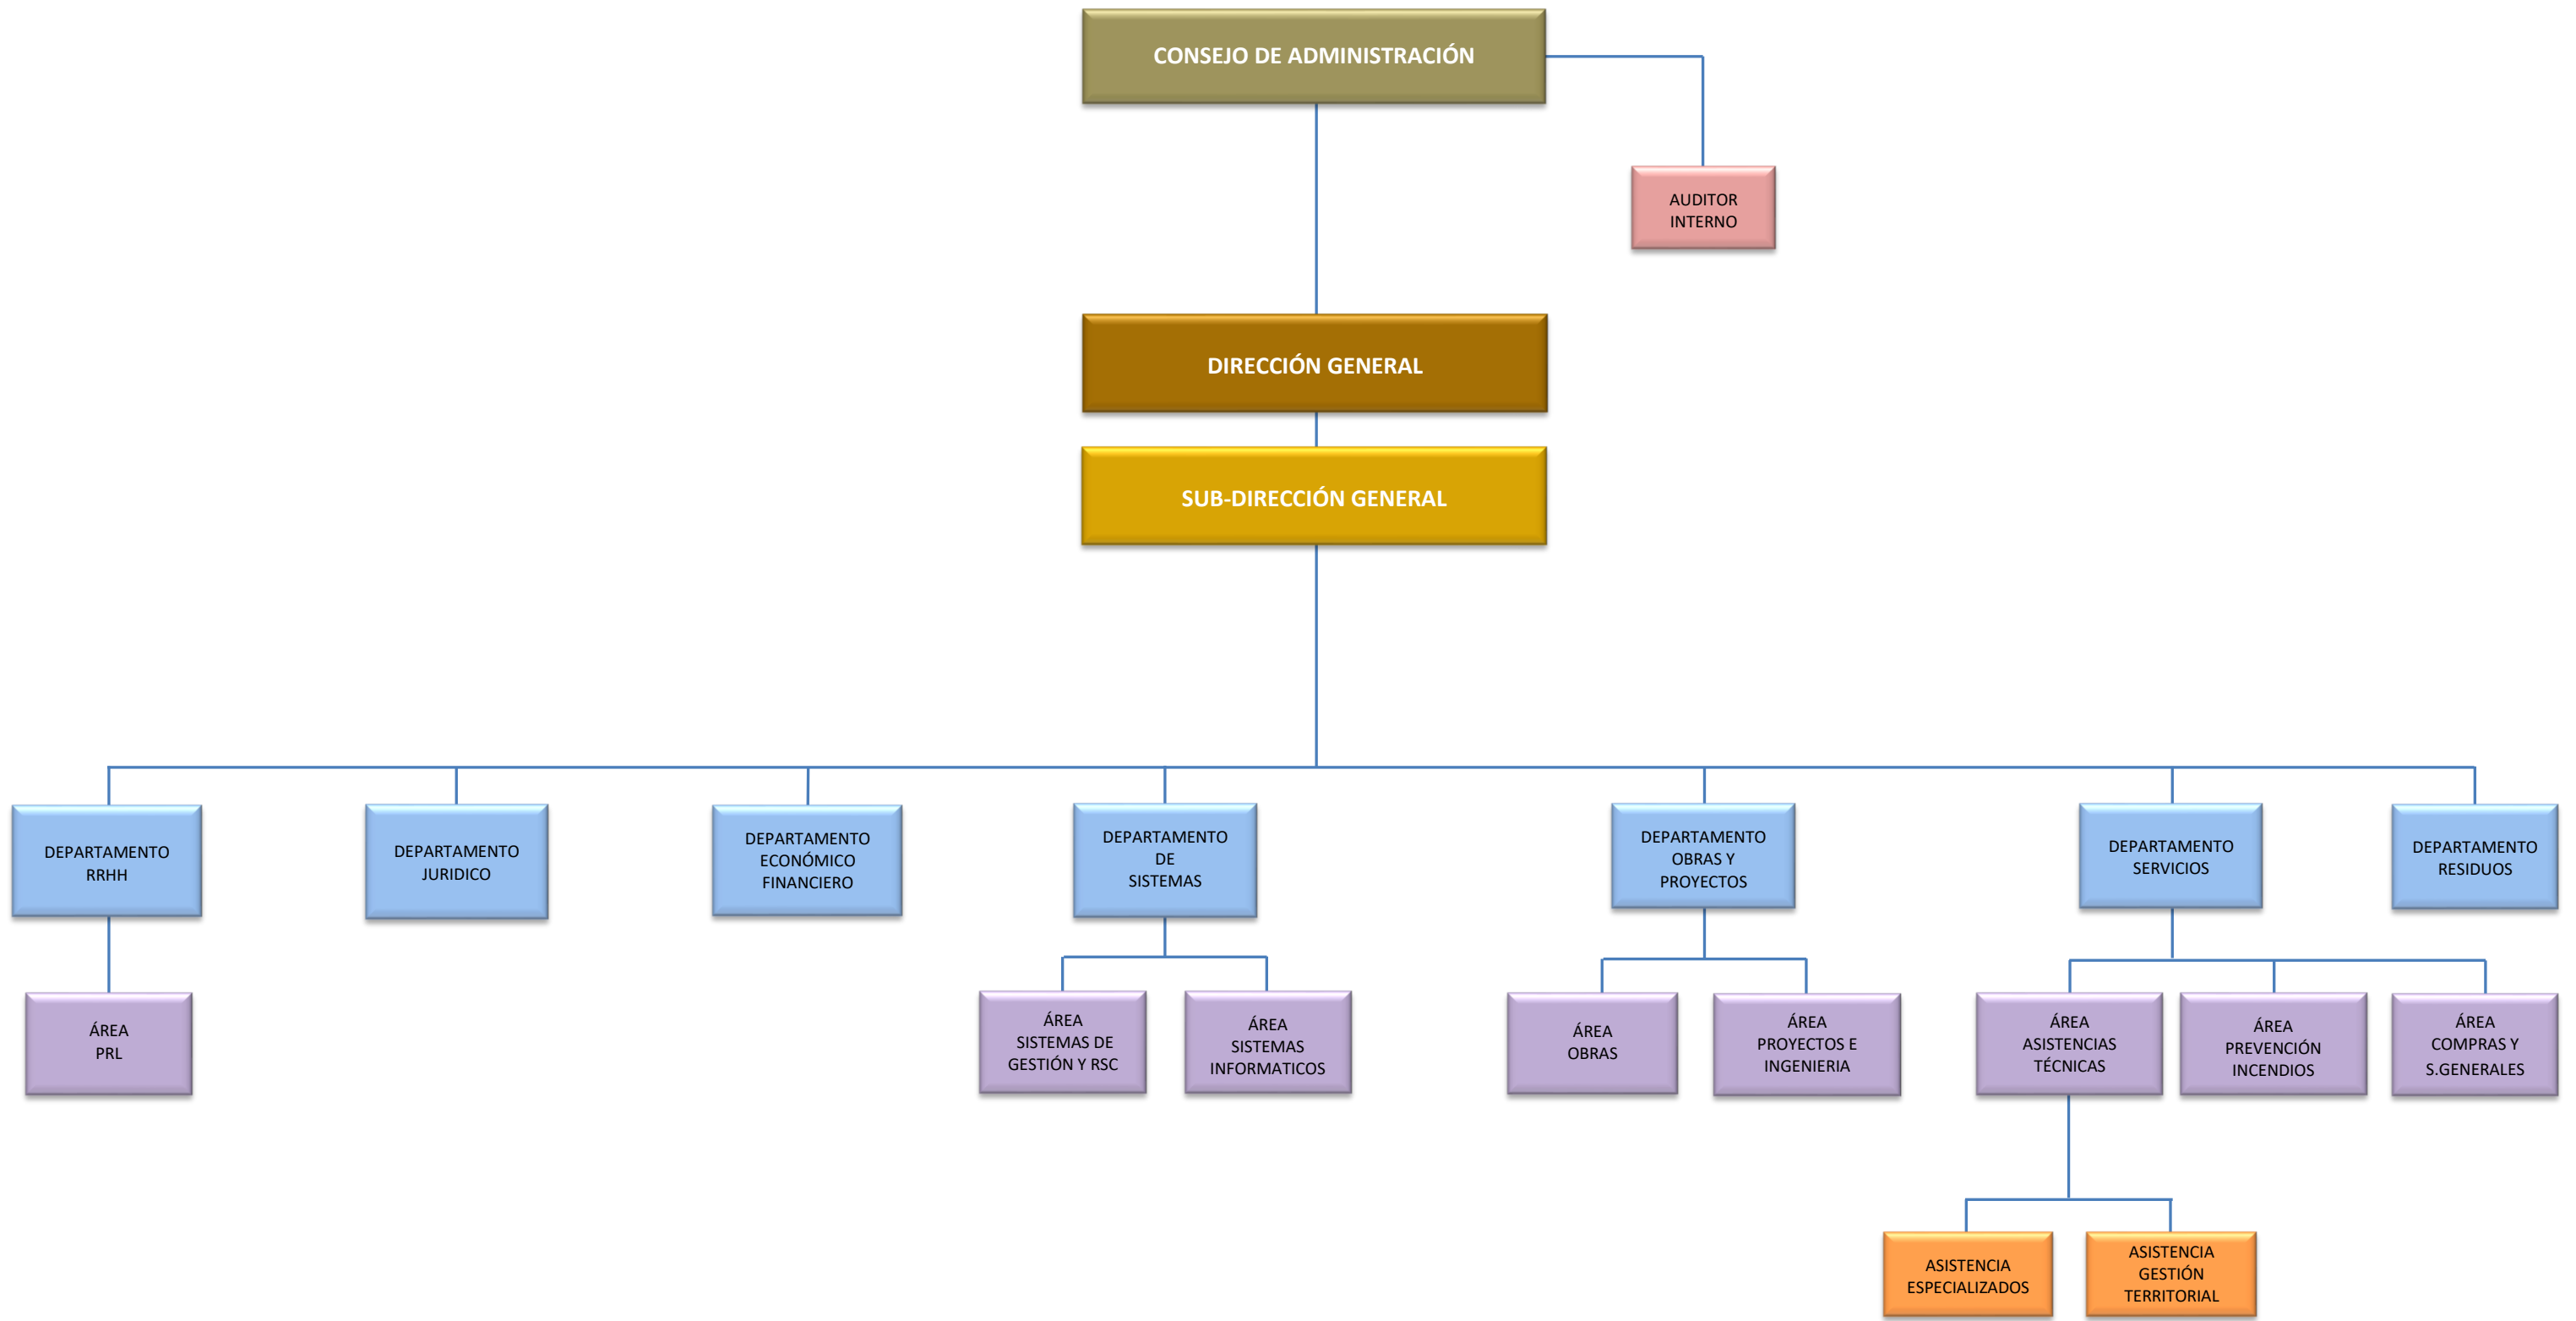 CONSEJO DE ADMINISTRACIÓN
AUDITOR
INTERNO
DIRECCIÓN GENERAL
SUB-DIRECCIÓN GENERAL
DEPARTAMENTO
RRHH
DEPARTAMENTO
JURIDICO
DEPARTAMENTO
ECONÓMICO
FINANCIERO
DEPARTAMENTO
DE
SISTEMAS
DEPARTAMENTO
OBRAS Y
PROYECTOS
DEPARTAMENTO
SERVICIOS
DEPARTAMENTO
RESIDUOS
ÁREA
PRL
ÁREA
SISTEMAS DE
GESTIÓN Y RSC
ÁREA
SISTEMAS
INFORMATICOS
ÁREA
OBRAS
ÁREA
PROYECTOS E
INGENIERIA
ÁREA
ASISTENCIAS
TÉCNICAS
ÁREA
PREVENCIÓN
INCENDIOS
ÁREA
COMPRAS Y
S.GENERALES
ASISTENCIA
ESPECIALIZADOS
ASISTENCIA
GESTIÓN
TERRITORIAL